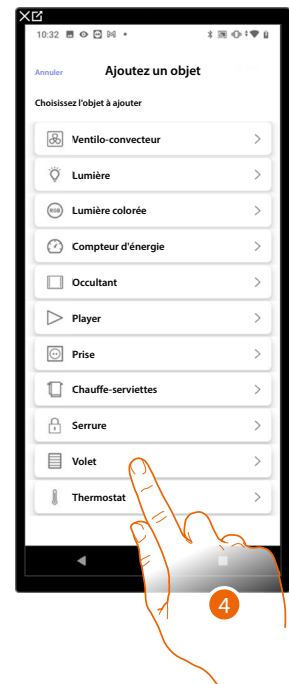 10:32
Annuler
Ajoutez un objet
Choisissez l'objet à ajouter
Ventilo-convecteur
Lumière
RGB
Lumière colorée
Compteur d'énergie
Occultant
Player
Prise
Chauffe-serviettes
Serrure
Volet
Thermostat
4